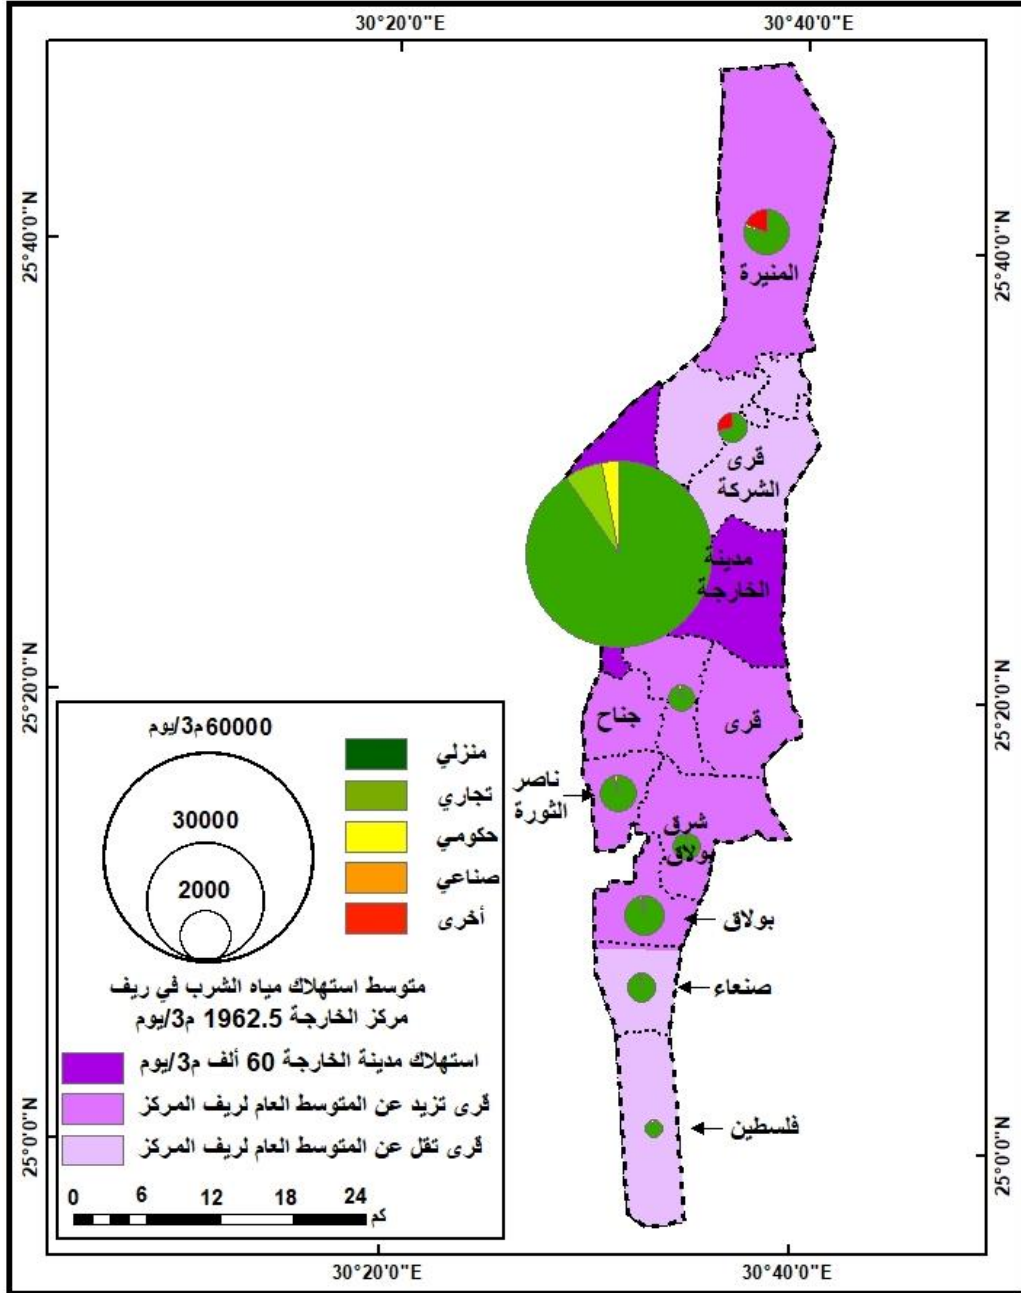 30°20'0"E
30°40'0"E
25°40'0"N
25°40'0"N
المنيرة
قرى
الشركة
مدينة
الخارجة
25°20'0"N
25°20'0"N
جناح
قرى
ناصر
الثورة
شرق
بولاق
بولاق
صنعاء
فلسطين
25°0'0"N
25°0'0"N
60000م3/يوم
30000
2000
منزلي
تجاري
حكومي
صناعي
أخرى
متوسط استهلاك مياه الشرب في ريف
مركز الخارجة 1962.5 م3/يوم
استهلاك مدينة الخارجة 60 ألف م3/يوم
قرى تزيد عن المتوسط العام لريف المركز
قرى تقل عن المتوسط العام لريف المركز
0 6 12 18 24
كم
30°20'0"E
30°40'0"E